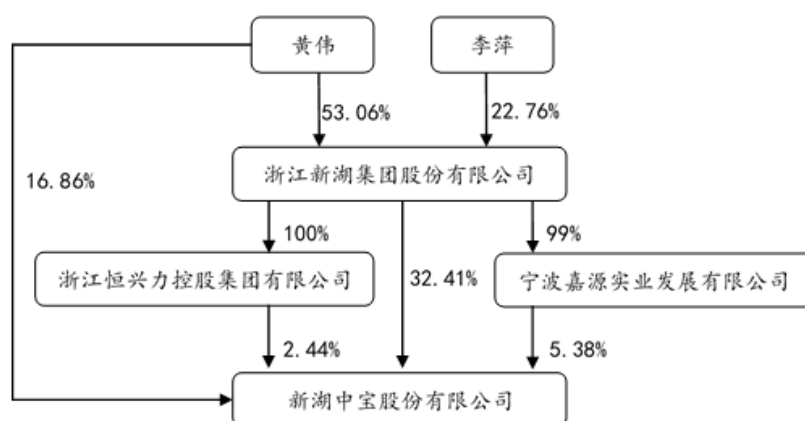 黄伟
李萍
53.06%
22.76%
16.86%
浙江新湖集团股份有限公司
100%
99%
浙江恒兴力控股集团有限公司
32.41%
宁波嘉源实业发展有限公司
2.44%
5.38%
新湖中宝股份有限公司